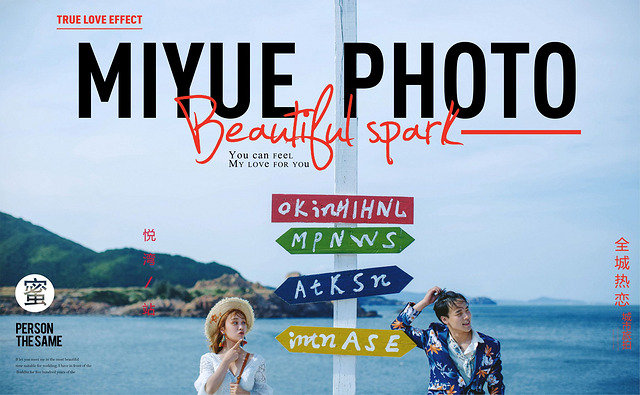 TRUE LOVE EFFECT
MIYUE PHOTO
Beautiful spark
You can feel
My love for you
OKinHIHNL
MPNWS
AtKSn
imnASE
悦
湾
全城热恋
蜜
PERSON
THE SAME